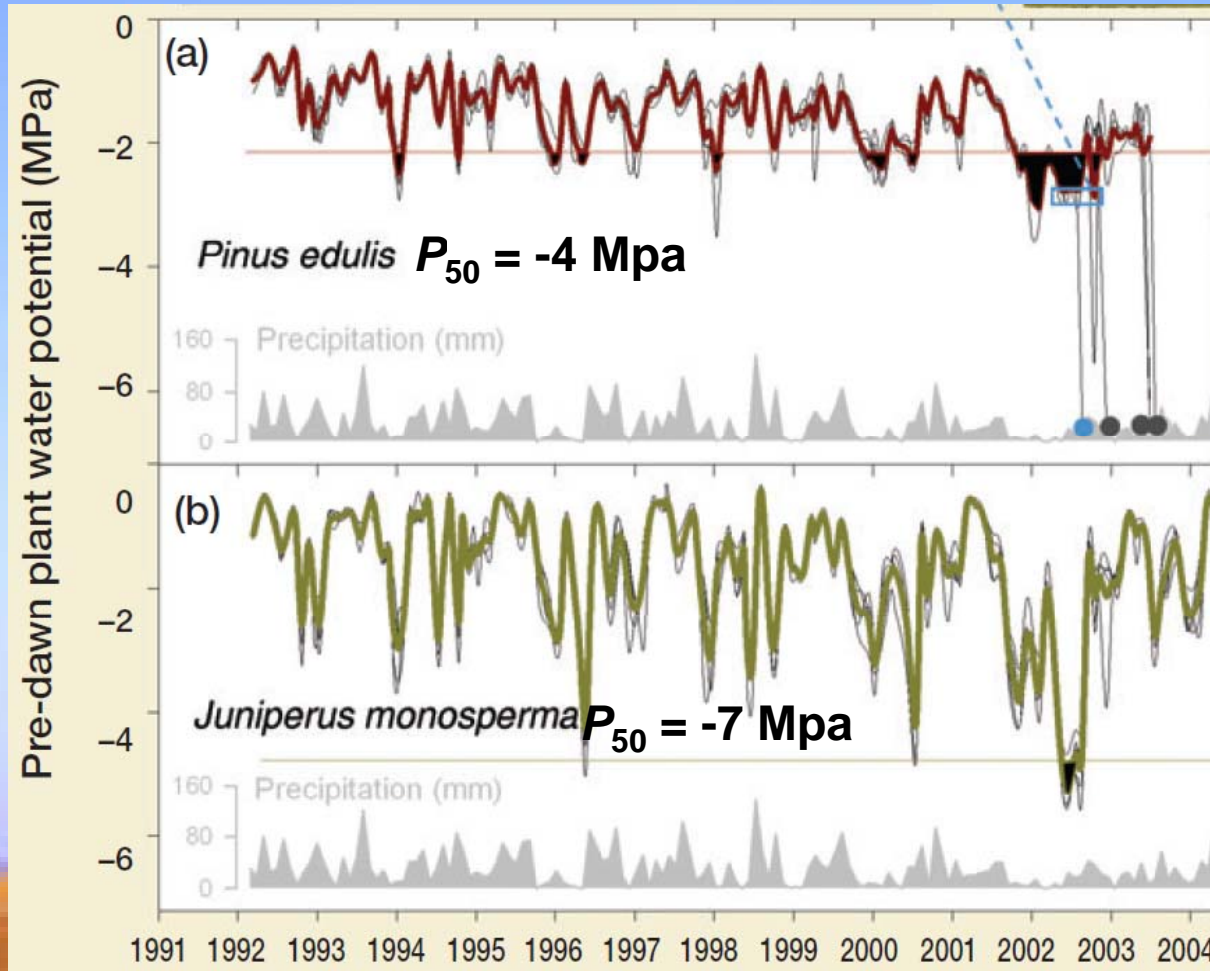 Pre-dawn plant water potential (MPa)
0
–2
–4
–6
(a)
Pinus edulis P50 = -4 Mpa
Precipitation (mm)
160
80
0
0
–2
–4
–6
(b)
Juniperus monosperma P50 = -7 Mpa
Precipitation (mm)
160
80
0
1991 1992 1993 1994 1995 1996 1997 1998 1999 2000 2001 2002 2003 2004